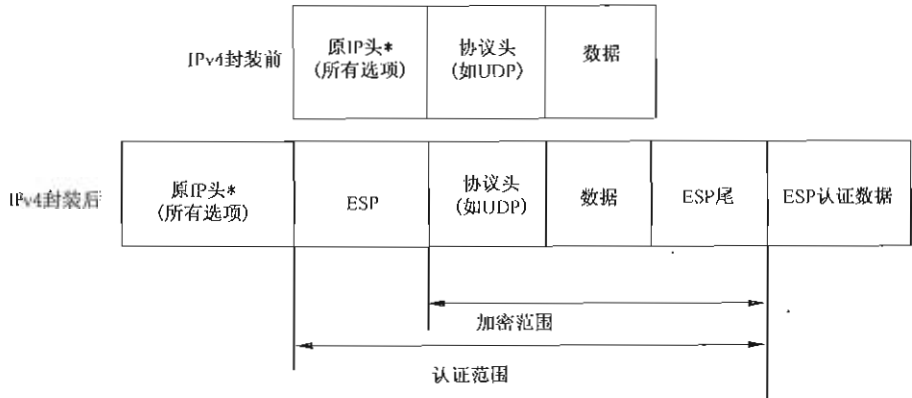 IPv4封装前
原IP头*
(所有选项)
协议头
(如UDP)
数据
IPv4封装后
原IP头*
(所有选项)
ESP
协议头
(如UDP)
数据
ESP尾
ESP认证数据
加密范围
认证范围